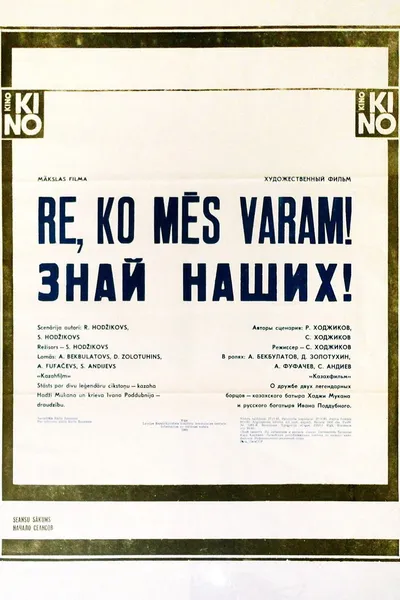 KINO KINO
KINO KINO
MĀKSLAS FILMA
ХУДОЖЕСТВЕННЫЙ ФИЛЬМ
RE, KO MĒS VARAM!
ЗНАЙ НАШИХ!
Scenārija autori: R. HODŽIKOVS,
S. HODŽIKOVS
Režisors — S. HODŽIKOVS
Lomās: A. BEKBULATOVS, D. ZOLOTUHINS,
A. FUFAČEVS, S. ANDIJEVS
«Kazahfilm»
Stāsts par divu leģendāru cīkstoņu — kazaha
Hadži Mukana un krieva Ivana Poddubnija —
draudzību.
Авторы сценария: Р. ХОДЖИКОВ,
С. ХОДЖИКОВ
Режиссер — С. ХОДЖИКОВ
В ролях: А. БЕКБУЛАТОВ, Д. ЗОЛОТУХИН,
А. ФУФАЧЕВ, С. АНДИЕВ
«Казахфильм»
О дружбе двух легендарных
борцов — казахского батыра Ходжи Мукана
и русского богатыря Ивана Поддубного.
SEANSU SĀKUMS
НАЧАЛО СЕАНСОВ